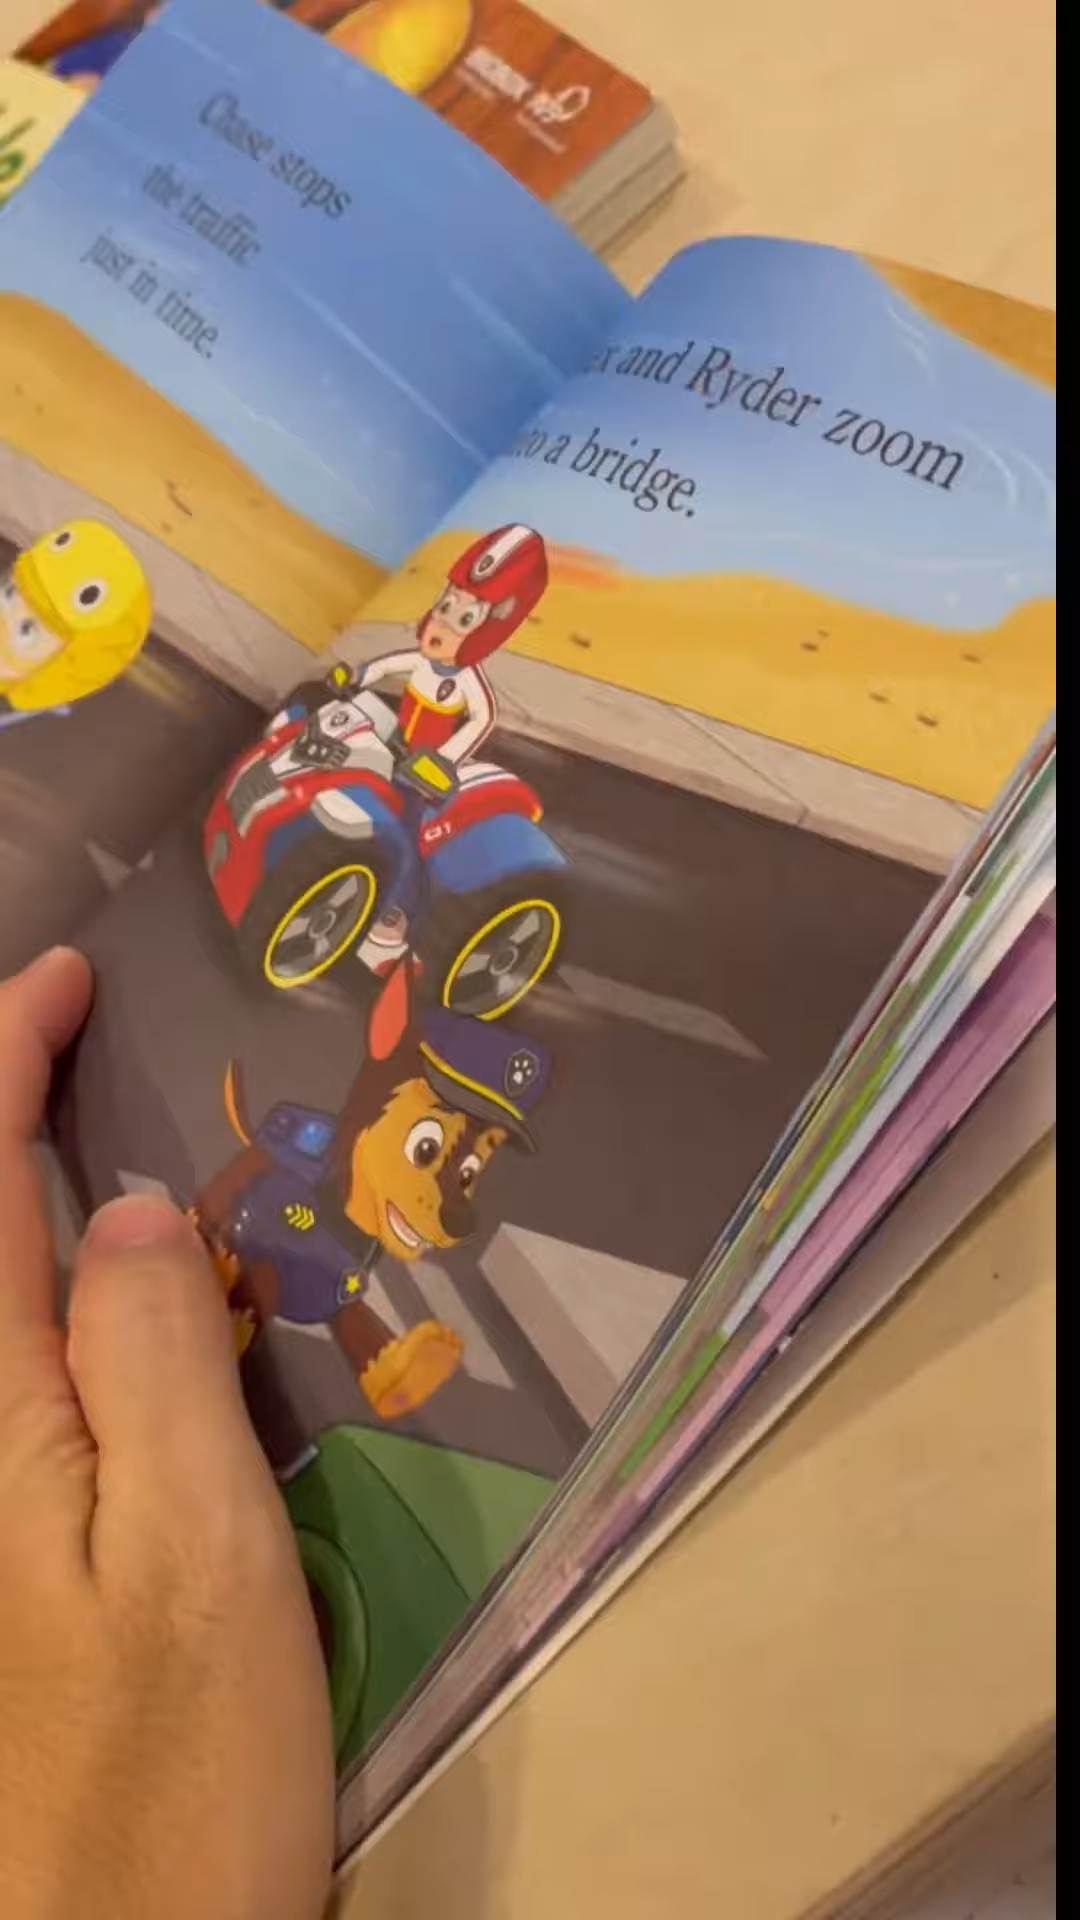 Chase stops
the traffic
just in time.
and Ryder zoom
a bridge.